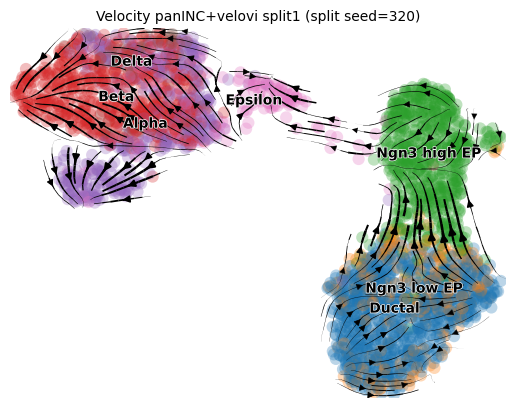 Velocity panINC+velovi split1 (split seed=320)
Delta
Beta
Epsilon
Alpha
Ngn3 high EP
Ngn3 low EP
Ductal